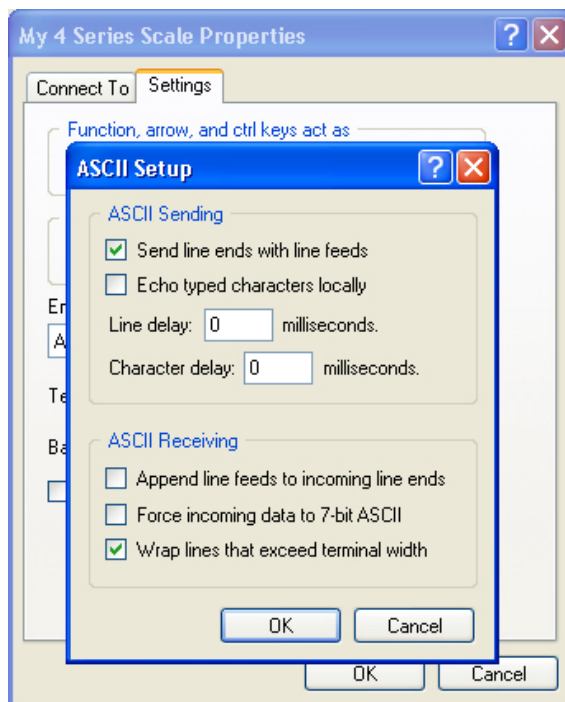 My 4 Series Scale Properties
Connect To
Settings
Function, arrow, and ctrl keys act as
ASCII Setup
ASCII Sending
Send line ends with line feeds
Echo typed characters locally
Line delay: 0 milliseconds.
Character delay: 0 milliseconds.
ASCII Receiving
Append line feeds to incoming line ends
Force incoming data to 7-bit ASCII
Wrap lines that exceed terminal width
OK Cancel
OK Cancel